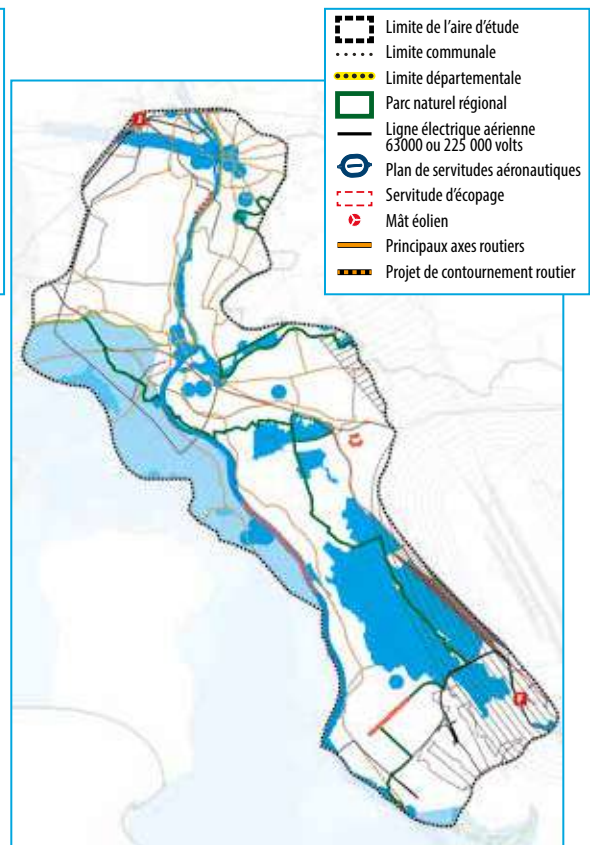 Limite de l'aire d'étude
Limite communale
Limite départementale
Parc naturel régional
Ligne électrique aérienne
63000 ou 225 000 volts
Plan de servitudes aéronautiques
Servitude d'écopage
Mât éolien
Principaux axes routiers
Projet de contournement routier